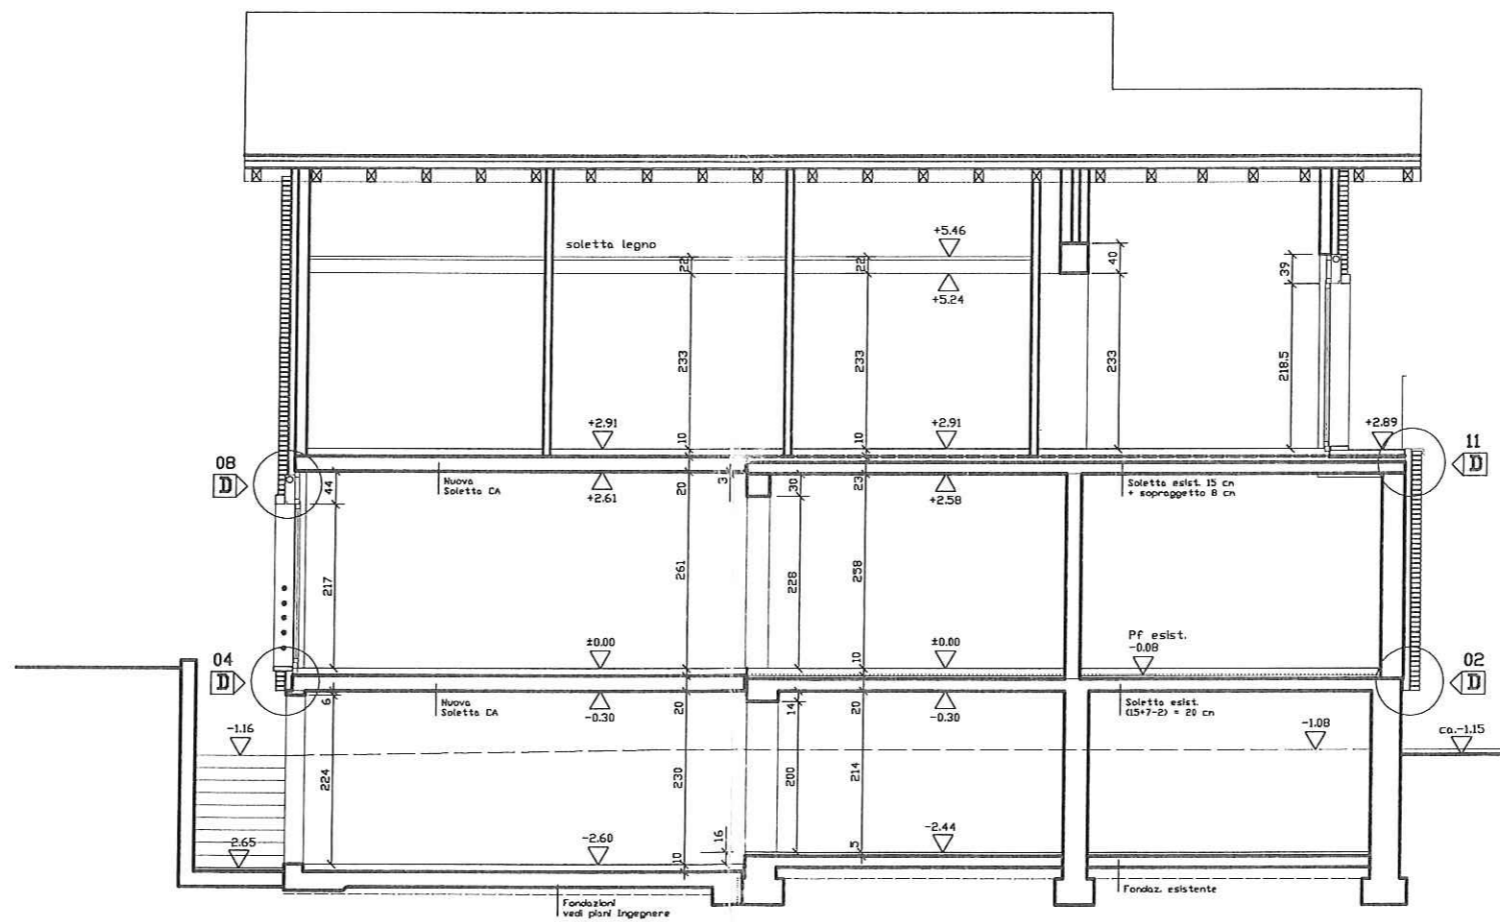 +5.46
soletta legno
22
22
40
39
+5.24
233
233
233
218.5
+2.91
+2.91
+2.89
10
10
11
D
08
D
44
Nuova
Soletta CA
+2.61
20
3
30
23
+2.58
Soletta esist. 15 cm
+ sopraggetto 8 cm
217
261
228
258
±0.00
±0.00
Pf esist.
-0.08
10
04
D
02
D
6
Nuova
Soletta CA
-0.30
20
14
20
-0.30
Soletta esist.
(15+7-2) = 20 cm
-1.16
-1.08
ca.-1.15
224
230
200
214
2.65
-2.60
16
-2.44
10
5
Fondazioni
vedi piani Ingegnere
Fondaz. esistente